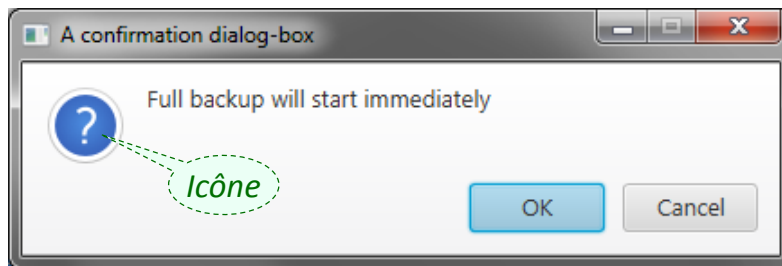 A confirmation dialog-box
Full backup will start immediately
?
Icône
OK
Cancel